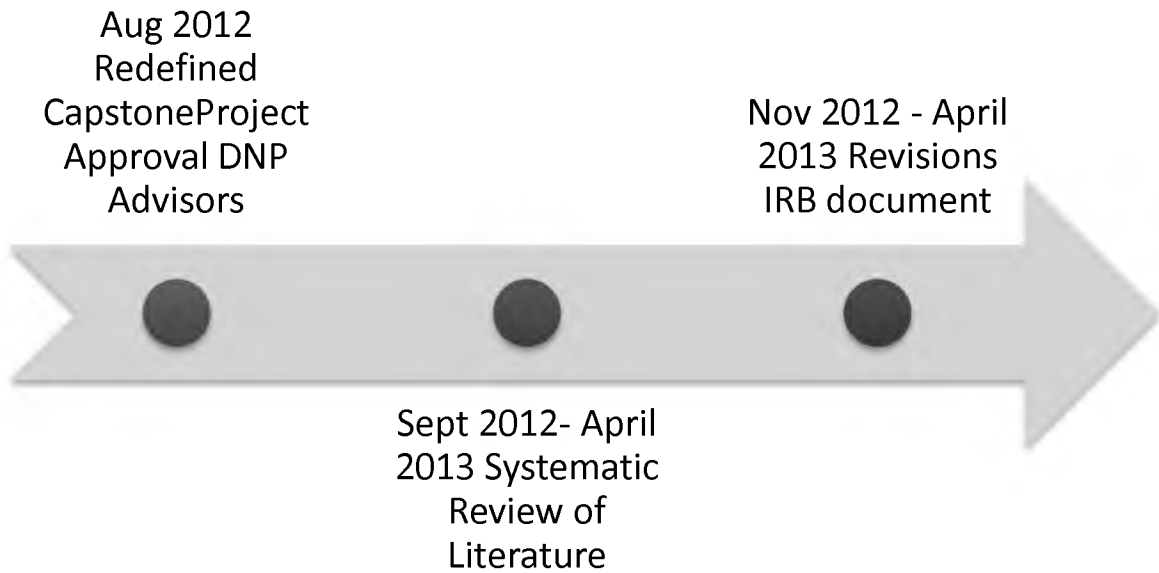 Aug 2012
Redefined
CapstoneProject
Approval DNP
Advisors
Sept 2012- April
2013 Systematic
Review of
Literature
Nov 2012 - April
2013 Revisions
IRB document